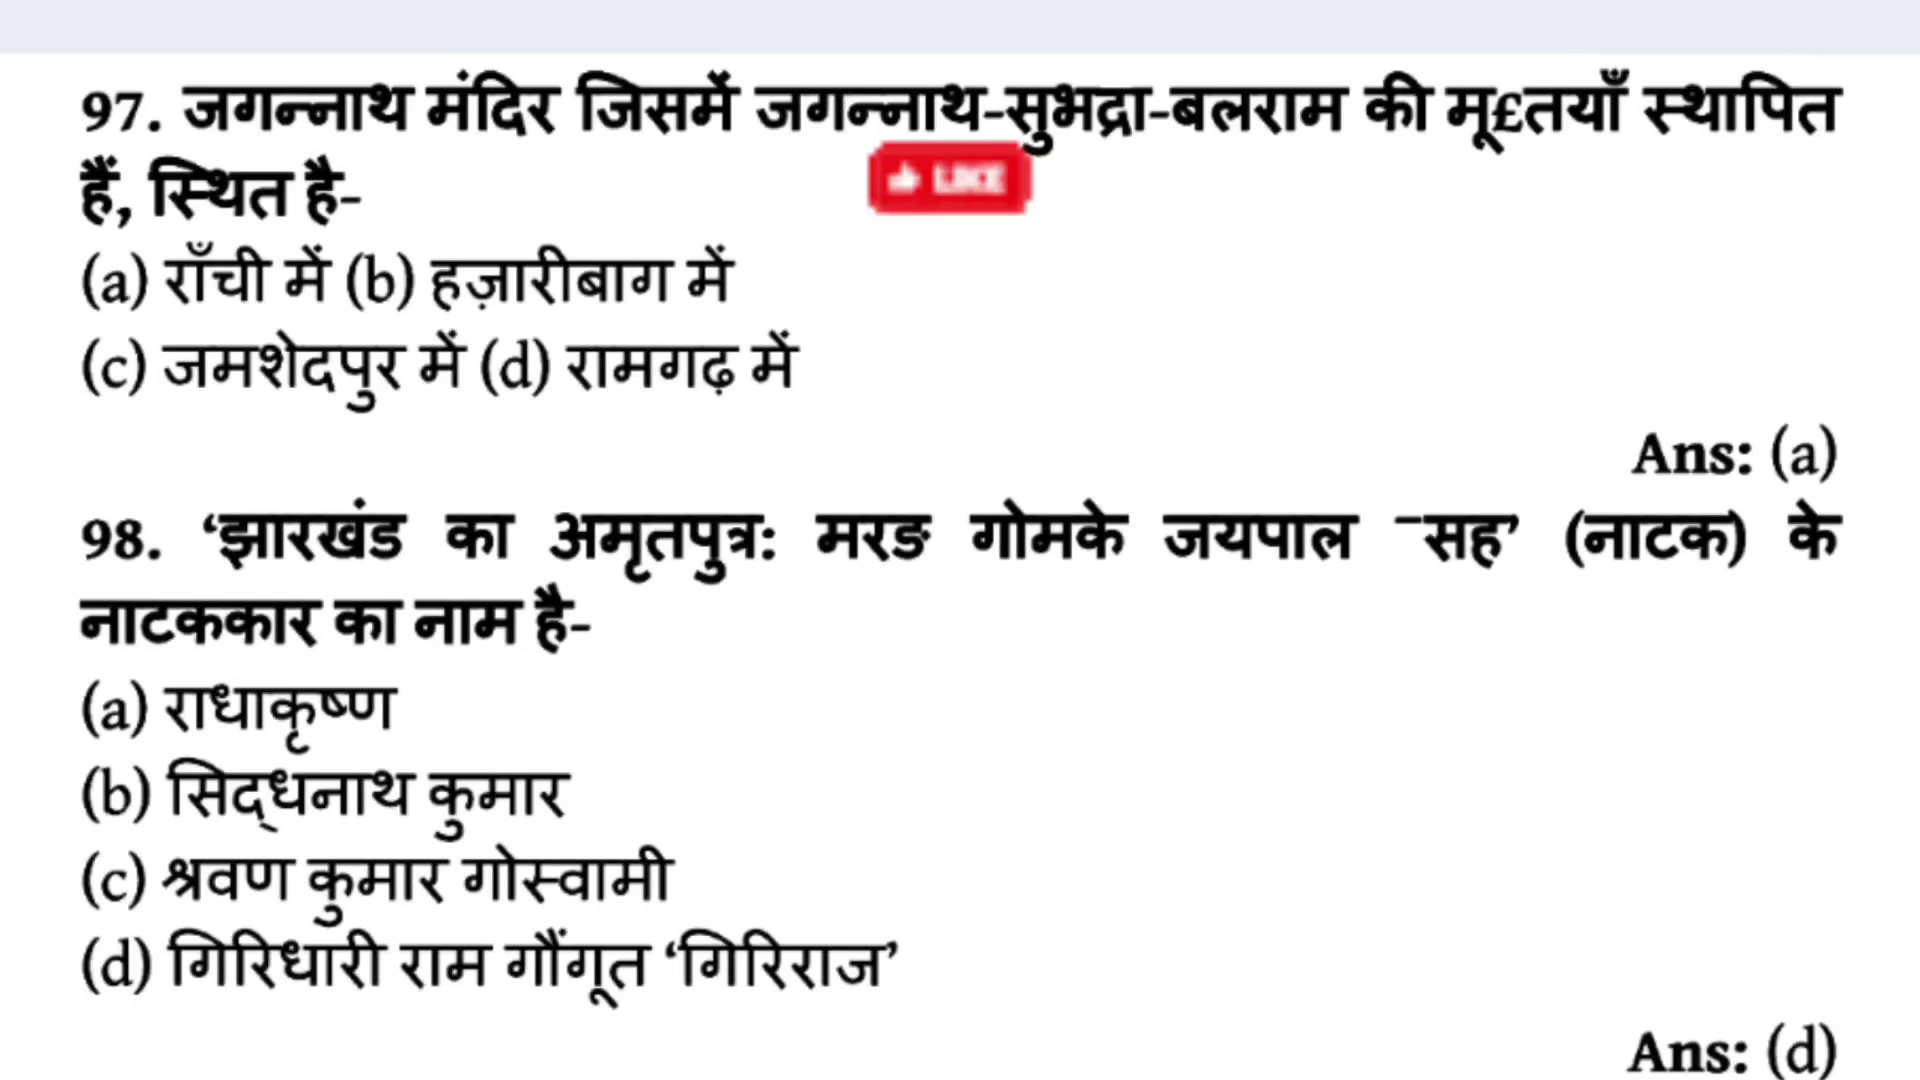 97. जगन्नाथ मंदिर जिसमें जगन्नाथ-सुभद्रा-बलराम की मू£तयाँ स्थापित
हैं, स्थित है-
LIKE
(a) राँची में (b) हज़ारीबाग में
(c) जमशेदपुर में (d) रामगढ़ में
Ans: (a)
98. ‘झारखंड का अमृतपुत्र: मरङ गोमके जयपाल ¯सह’ (नाटक) के
नाटककार का नाम है-
(a) राधाकृष्ण
(b) सिद्‌धनाथ कुमार
(c) श्रवण कुमार गोस्वामी
(d) गिरिधारी राम गौंगूत ‘गिरिराज’
Ans: (d)